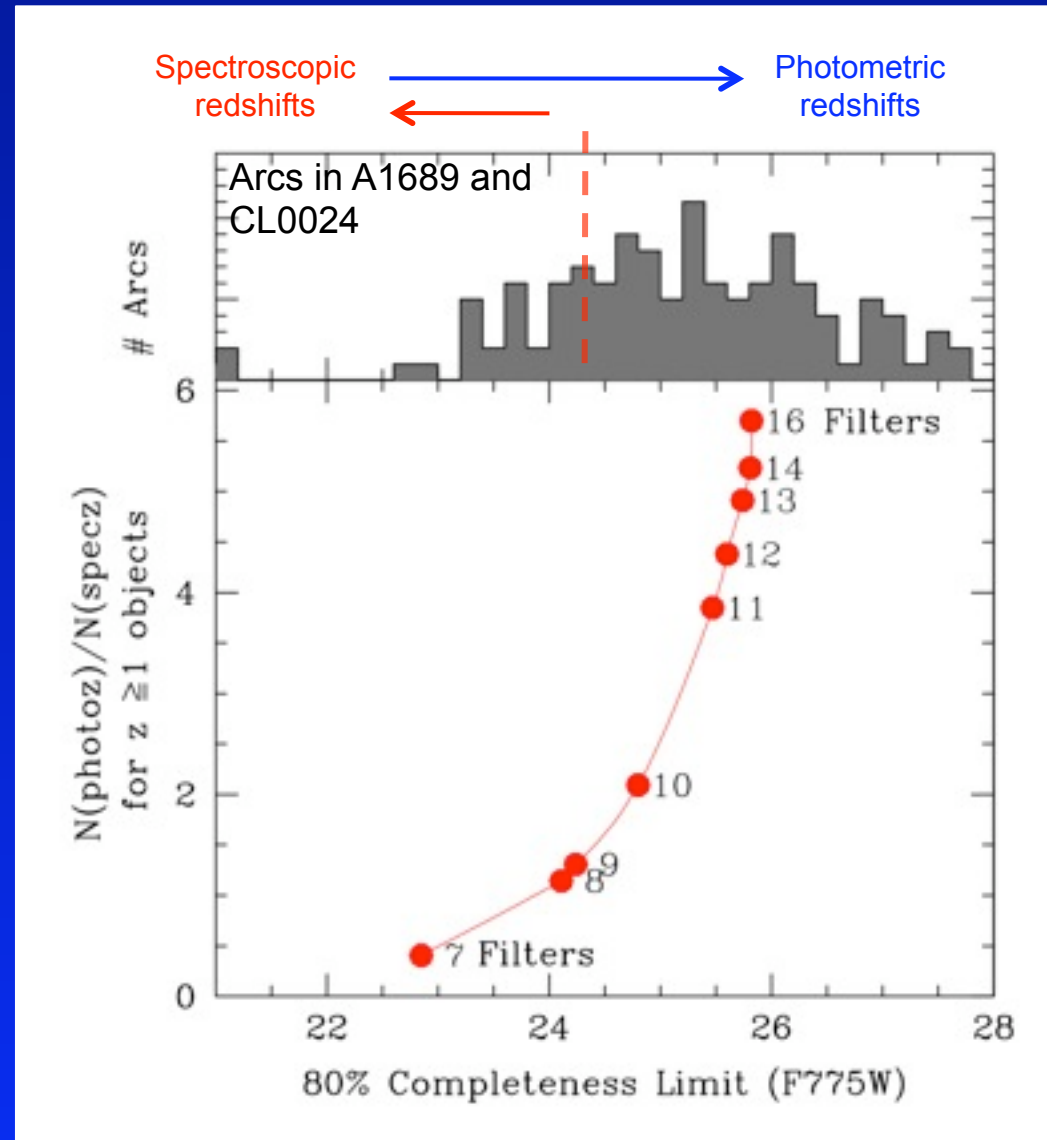 Spectroscopic
redshifts
Photometric
redshifts
Arcs in A1689 and
CL0024
# Arcs
6
4
2
0
N(photoz)/N(specz)
for z ≧1 objects
16 Filters
14
13
12
11
10
9
8
7 Filters
22 24 26 28
80% Completeness Limit (F775W)